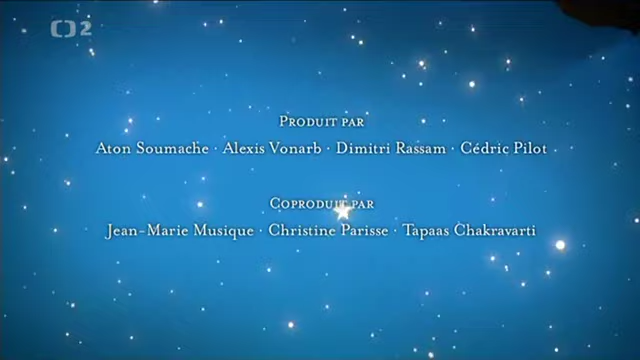 2
Produit par
Aton Soumache · Alexis Vonarb · Dimitri Rassam · Cédric Pilot
Coproduit par
Jean-Marie Musique · Christine Parisse · Tapaas Chakravarti